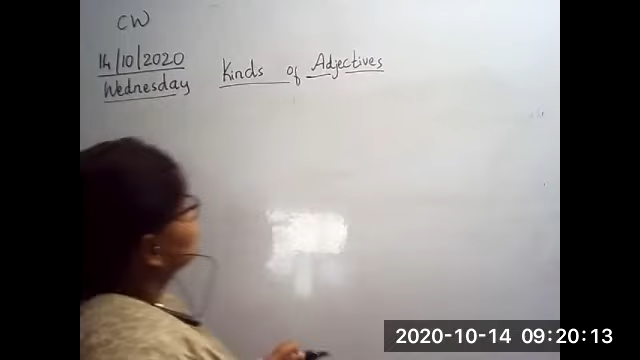 CW
14/10/2020
Wednesday
Kinds of Adjectives
2020-10-14 09:20:13